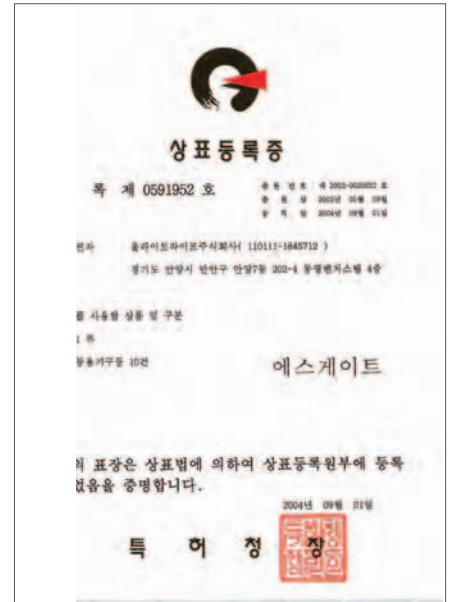 상표등록증
록 제 0591952 호
출 원 번 호 : 제 2003-0020932 호
출 원 일 2003년 05월 09일
등 록 일 2004년 09월 01일
올라이트라이프주식회사( 110111-1845712 )
경기도 안양시 만안구 안양7동 202-4 동영벤처스텔 4층
를 사용할 상품 및 구분
1 류
등 10건
에스게이트
의 표장은 상표법에 의하여 상표등록원부에 등록
었음을 증명합니다.
2004년 09월 01일
특 허 청 장